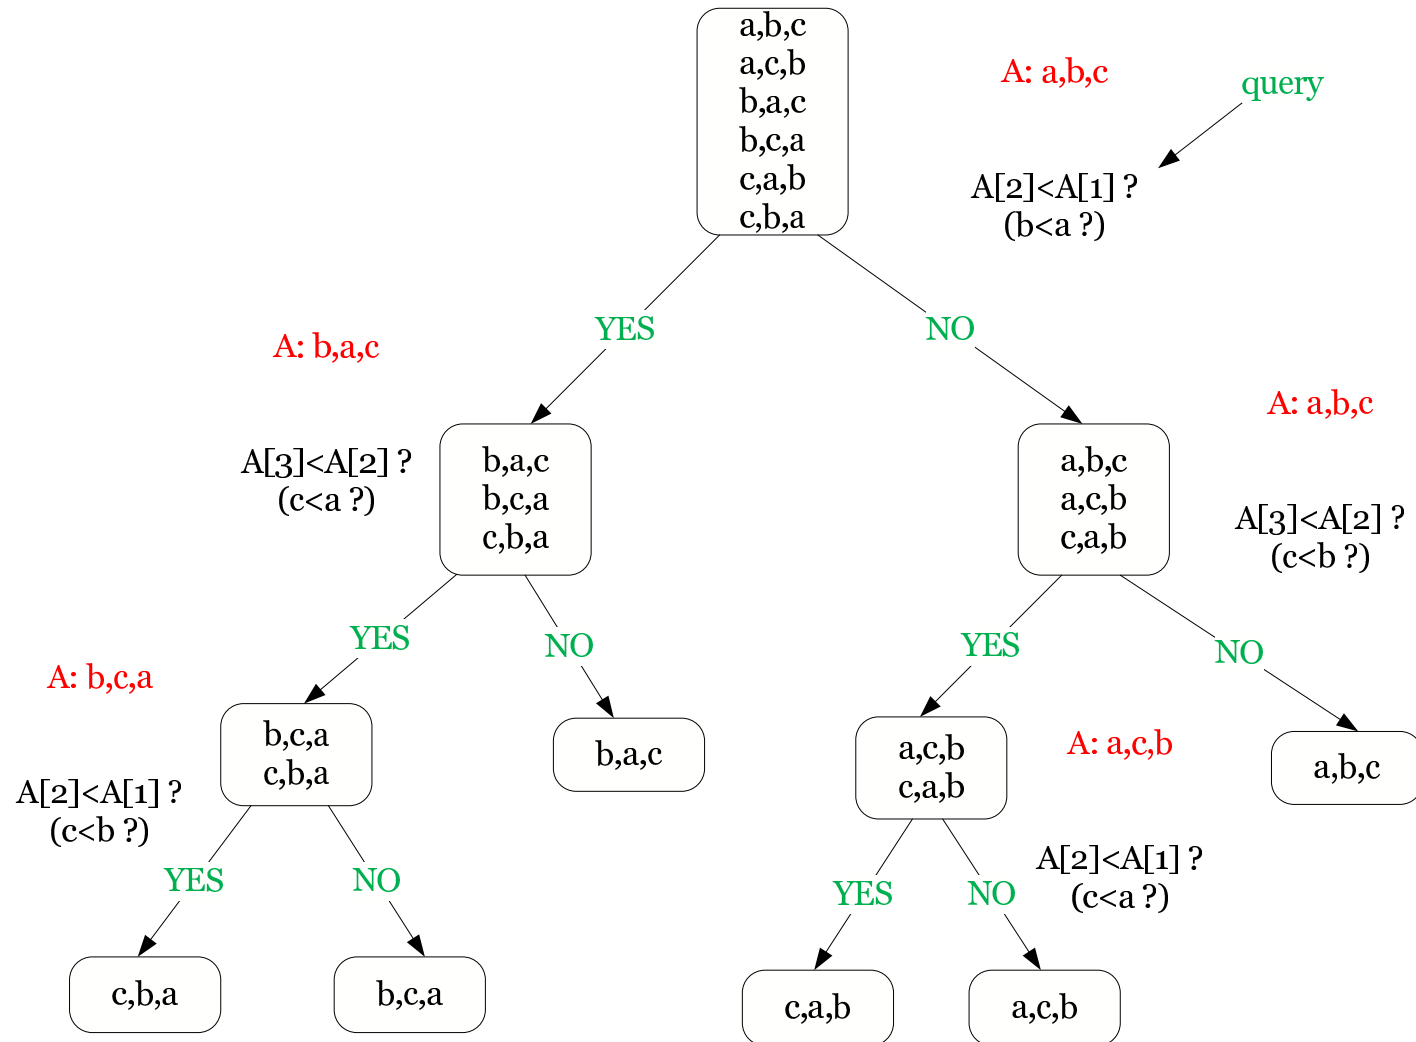 a,b,c
a,c,b
b,a,c
b,c,a
c,a,b
c,b,a
A: a,b,c
query
A[2]<A[1] ?
(b<a ?)
YES
NO
A: b,a,c
A[3]<A[2] ?
(c<a ?)
b,a,c
b,c,a
c,b,a
a,b,c
a,c,b
c,a,b
A: a,b,c
A[3]<A[2] ?
(c<b ?)
YES
NO
YES
NO
A: b,c,a
A[2]<A[1] ?
(c<b ?)
b,c,a
c,b,a
b,a,c
a,c,b
c,a,b
A: a,c,b
a,b,c
A[2]<A[1] ?
(c<a ?)
YES
NO
YES
NO
c,b,a
b,c,a
c,a,b
a,c,b